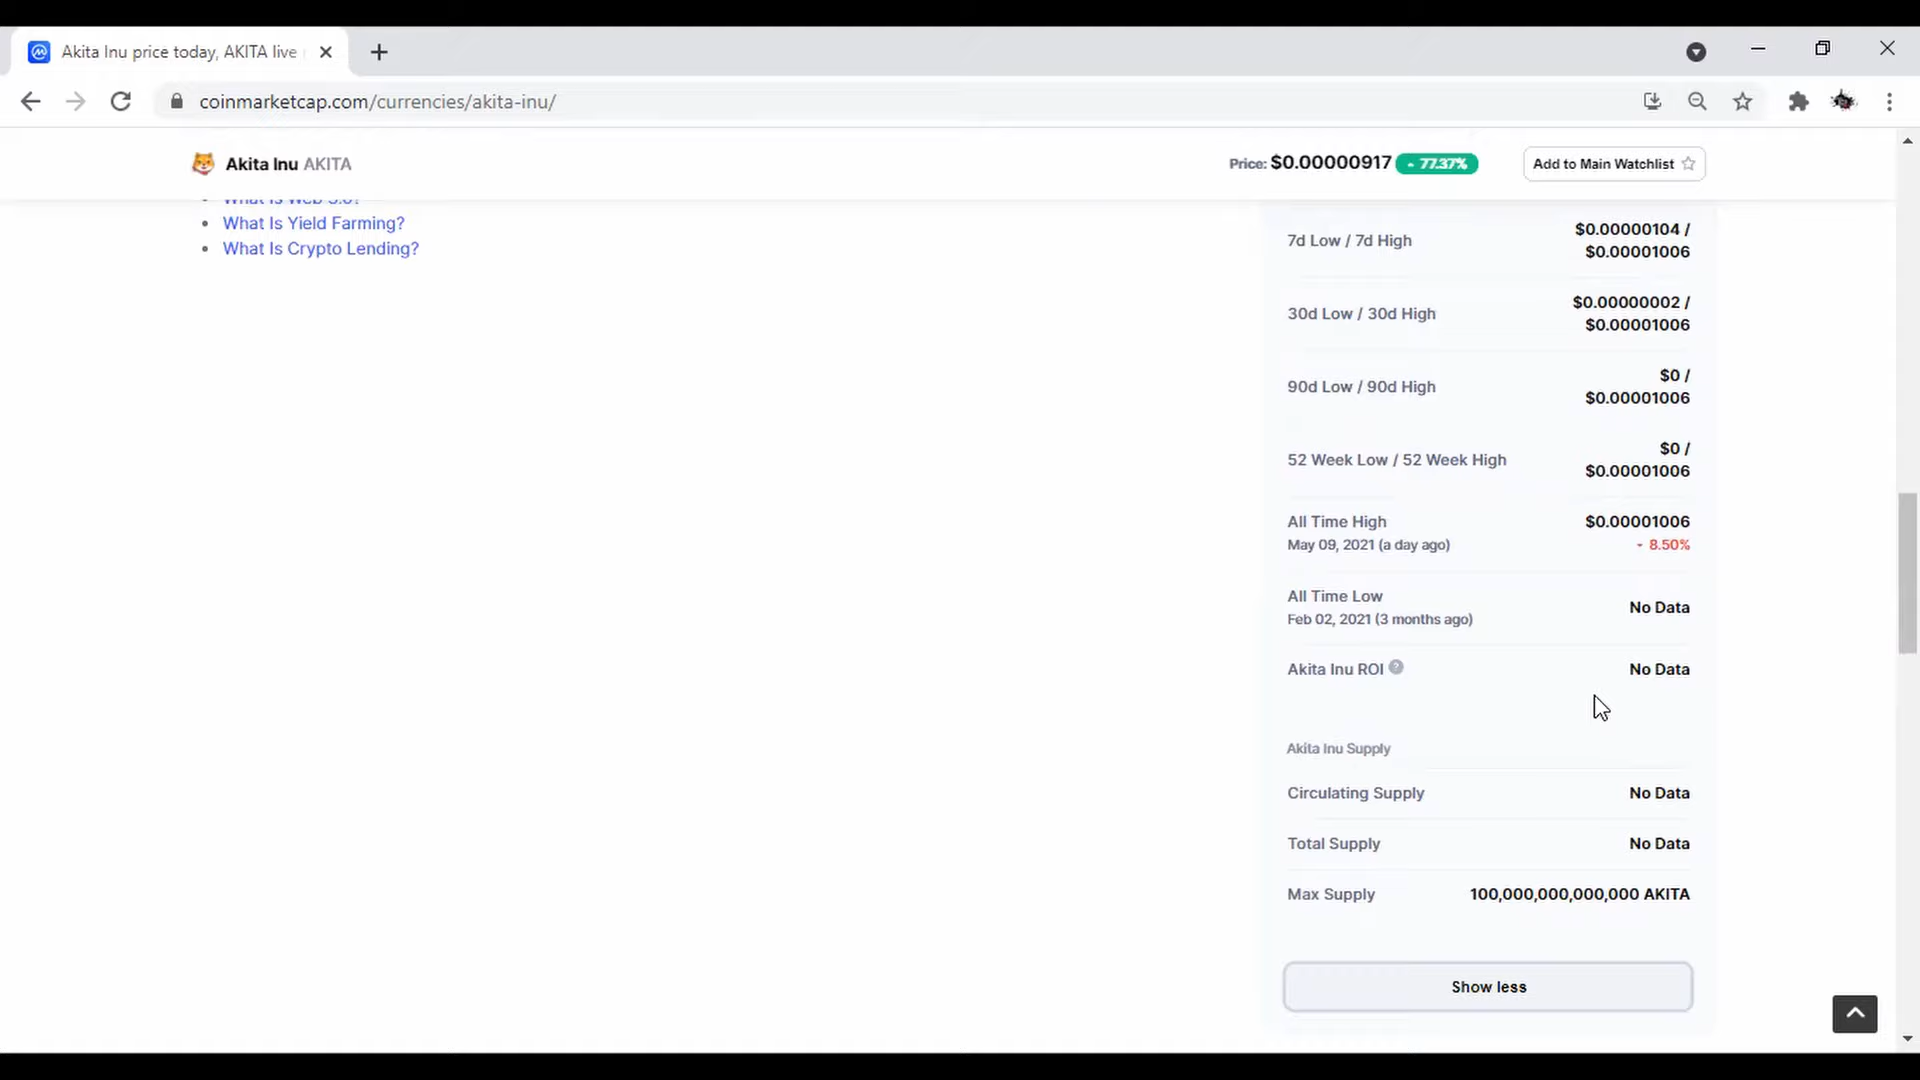 Akita Inu price today, AKITA live
coinmarketcap.com/currencies/akita-inu/
Akita Inu AKITA
Price: $0.00000917 77.37%
Add to Main Watchlist
What Is Web 3.0?
What Is Yield Farming?
What Is Crypto Lending?
7d Low / 7d High
$0.00000104 /
$0.00001006
30d Low / 30d High
$0.00000002 /
$0.00001006
90d Low / 90d High
$0 /
$0.00001006
52 Week Low / 52 Week High
$0 /
$0.00001006
All Time High
$0.00001006
May 09, 2021 (a day ago)
8.50%
All Time Low
Feb 02, 2021 (3 months ago)
No Data
Akita Inu ROI ?
No Data
Akita Inu Supply
Circulating Supply
No Data
Total Supply
No Data
Max Supply
100,000,000,000,000 AKITA
Show less